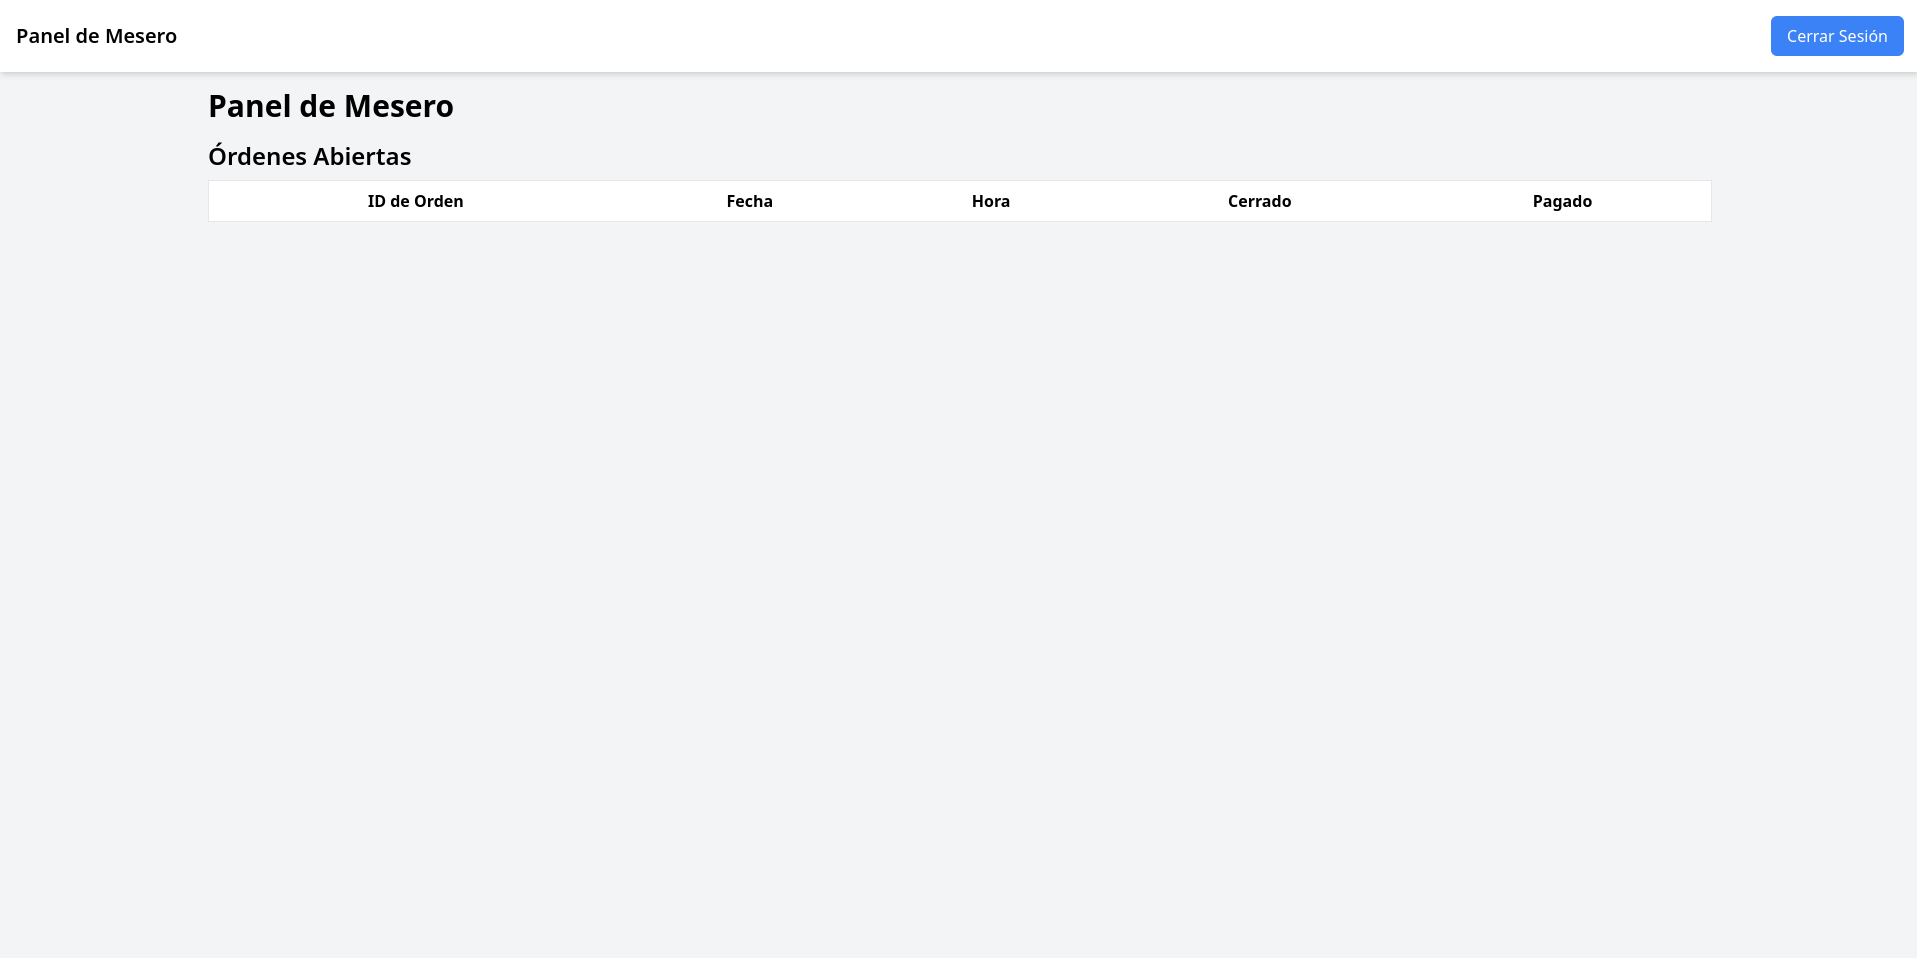 Panel de Mesero
Cerrar Sesión
Panel de Mesero
Órdenes Abiertas
ID de Orden Fecha Hora Cerrado Pagado